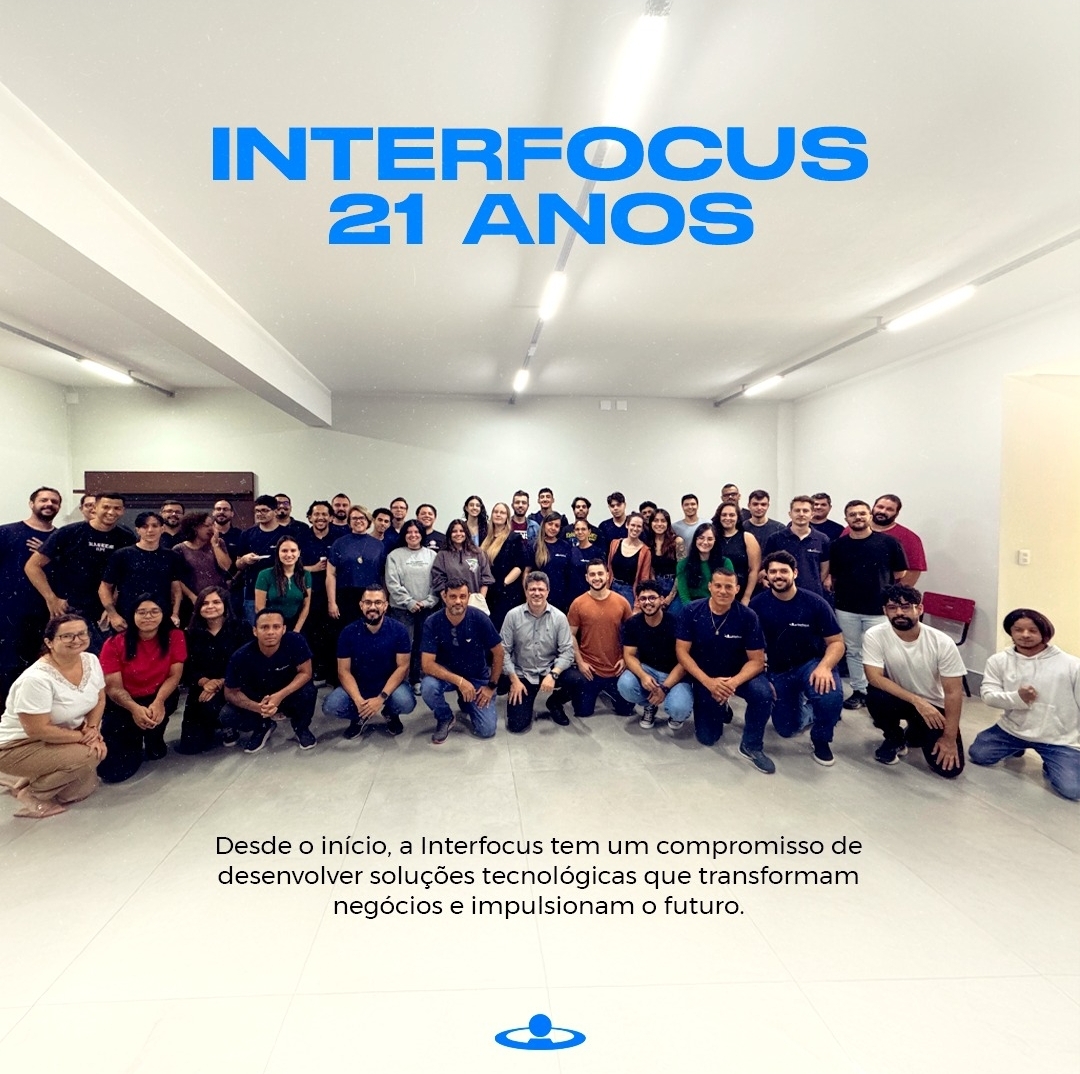 INTERFOCUS
21 ANOS
Desde o início, a Interfocus tem um compromisso de
desenvolver soluções tecnológicas que transformam
negócios e impulsionam o futuro.